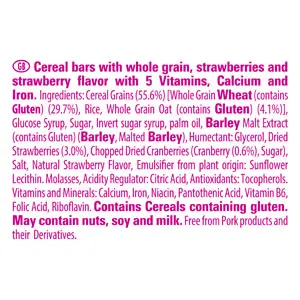 GB Cereal bars with whole grain, strawberries and
strawberry flavor with 5 Vitamins, Calcium and
Iron. Ingredients: Cereal Grains (55.6%) [Whole Grain Wheat (contains
Gluten) (29.7%), Rice, Whole Grain Oat (contains Gluten) (4.1%)],
Glucose Syrup, Sugar, Invert sugar syrup, palm oil, Barley Malt Extract
(contains Gluten) (Barley, Malted Barley), Humectant: Glycerol, Dried
Strawberries (3.0%), Chopped Dried Cranberries (Cranberry (0.6%), Sugar),
Salt, Natural Strawberry Flavor, Emulsifier from plant origin: Sunflower
Lecithin. Molasses, Acidity Regulator: Citric Acid, Antioxidants: Tocopherols.
Vitamins and Minerals: Calcium, Iron, Niacin, Pantothenic Acid, Vitamin B6,
Folic Acid, Riboflavin. Contains Cereals containing gluten.
May contain nuts, soy and milk. Free from Pork products and
their Derivatives.